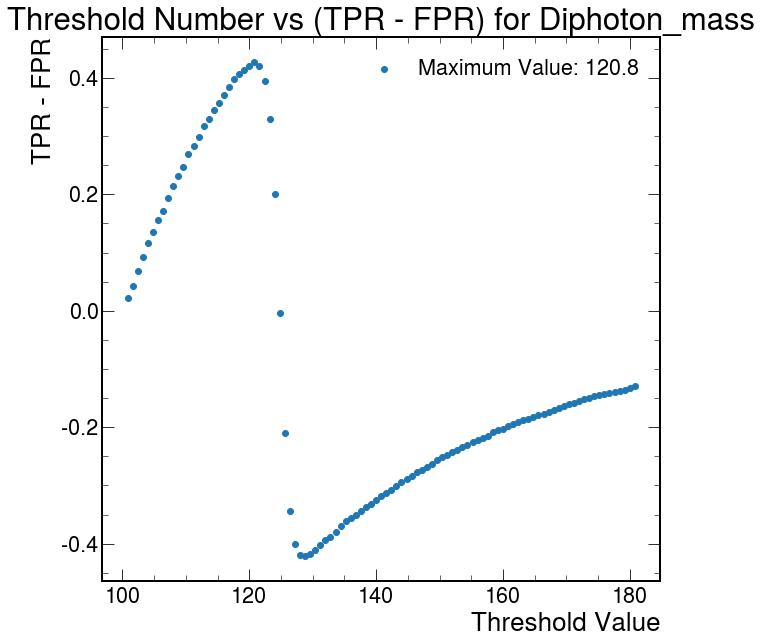 Threshold Number vs (TPR - FPR) for Diphoton_mass
TPR - FPR
Maximum Value: 120.8
0.4
0.2
0.0
-0.2
-0.4
100 120 140 160 180
Threshold Value